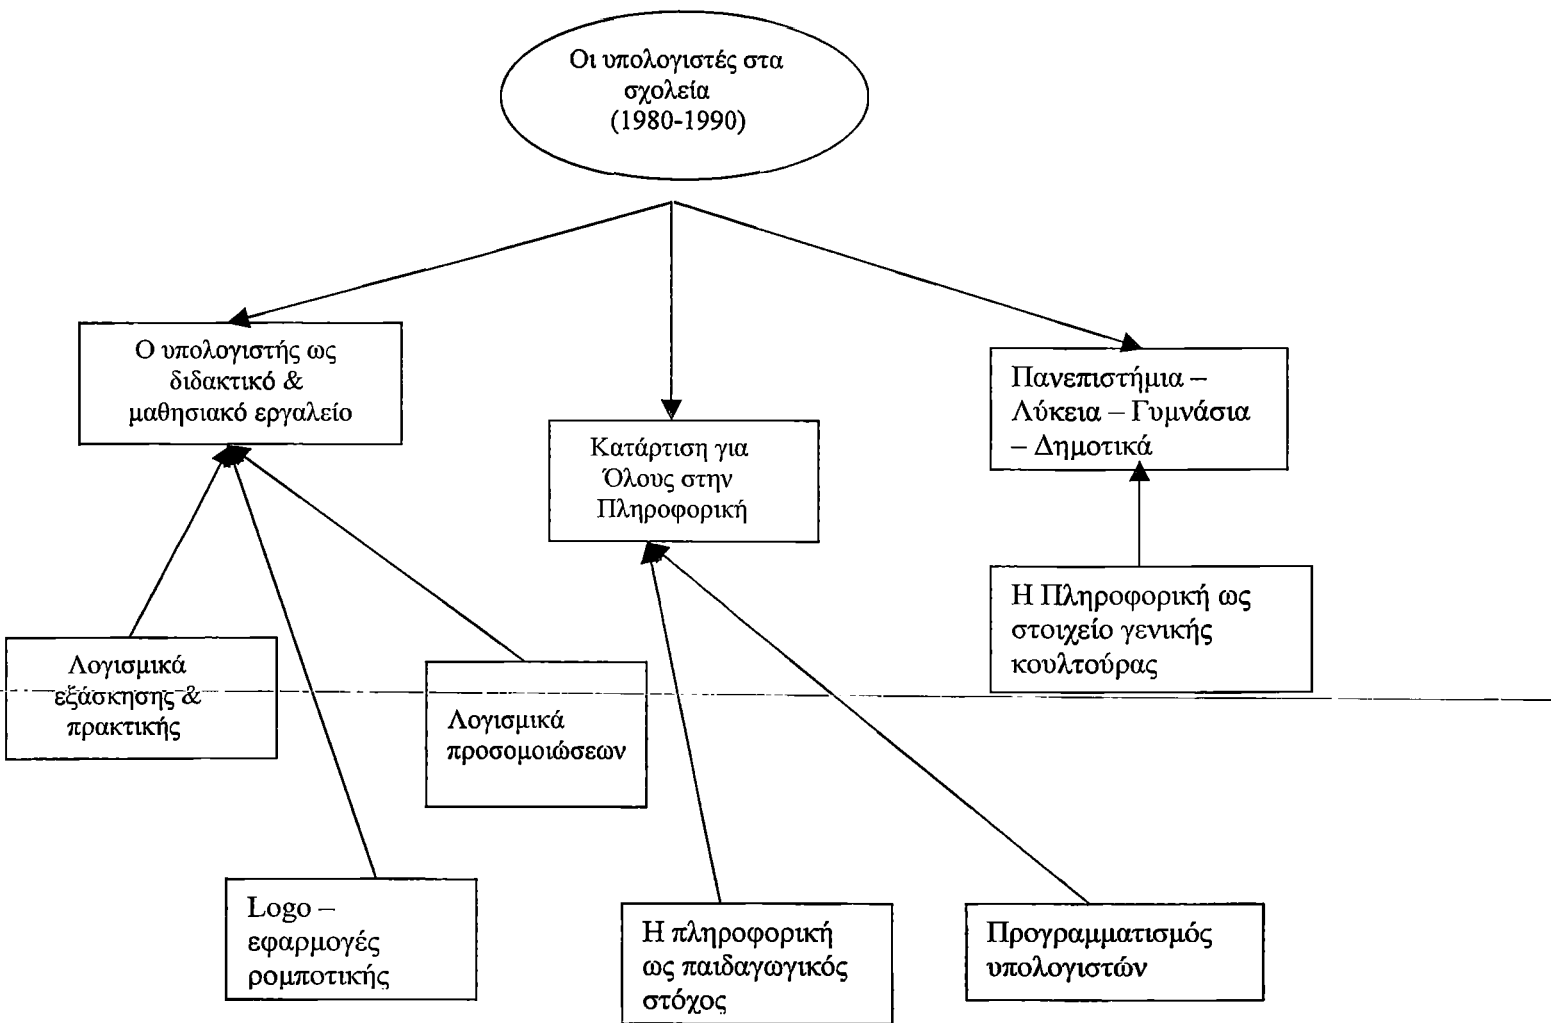 Οι υπολογιστές στα
σχολεία
(1980-1990)
Ο υπολογιστής ως
διδακτικό &
μαθησιακό εργαλείο
Κατάρτιση για
Όλους στην
Πληροφορική
Πανεπιστήμια –
Λύκεια – Γυμνάσια
– Δημοτικά
Η Πληροφορική ως
στοιχείο γενικής
κουλτούρας
Λογισμικά
εξάσκησης &
πρακτικής
Λογισμικά
προσομοιώσεων
Logo –
εφαρμογές
ρομποτικής
Η πληροφορική
ως παιδαγωγικός
στόχος
Προγραμματισμός
υπολογιστών